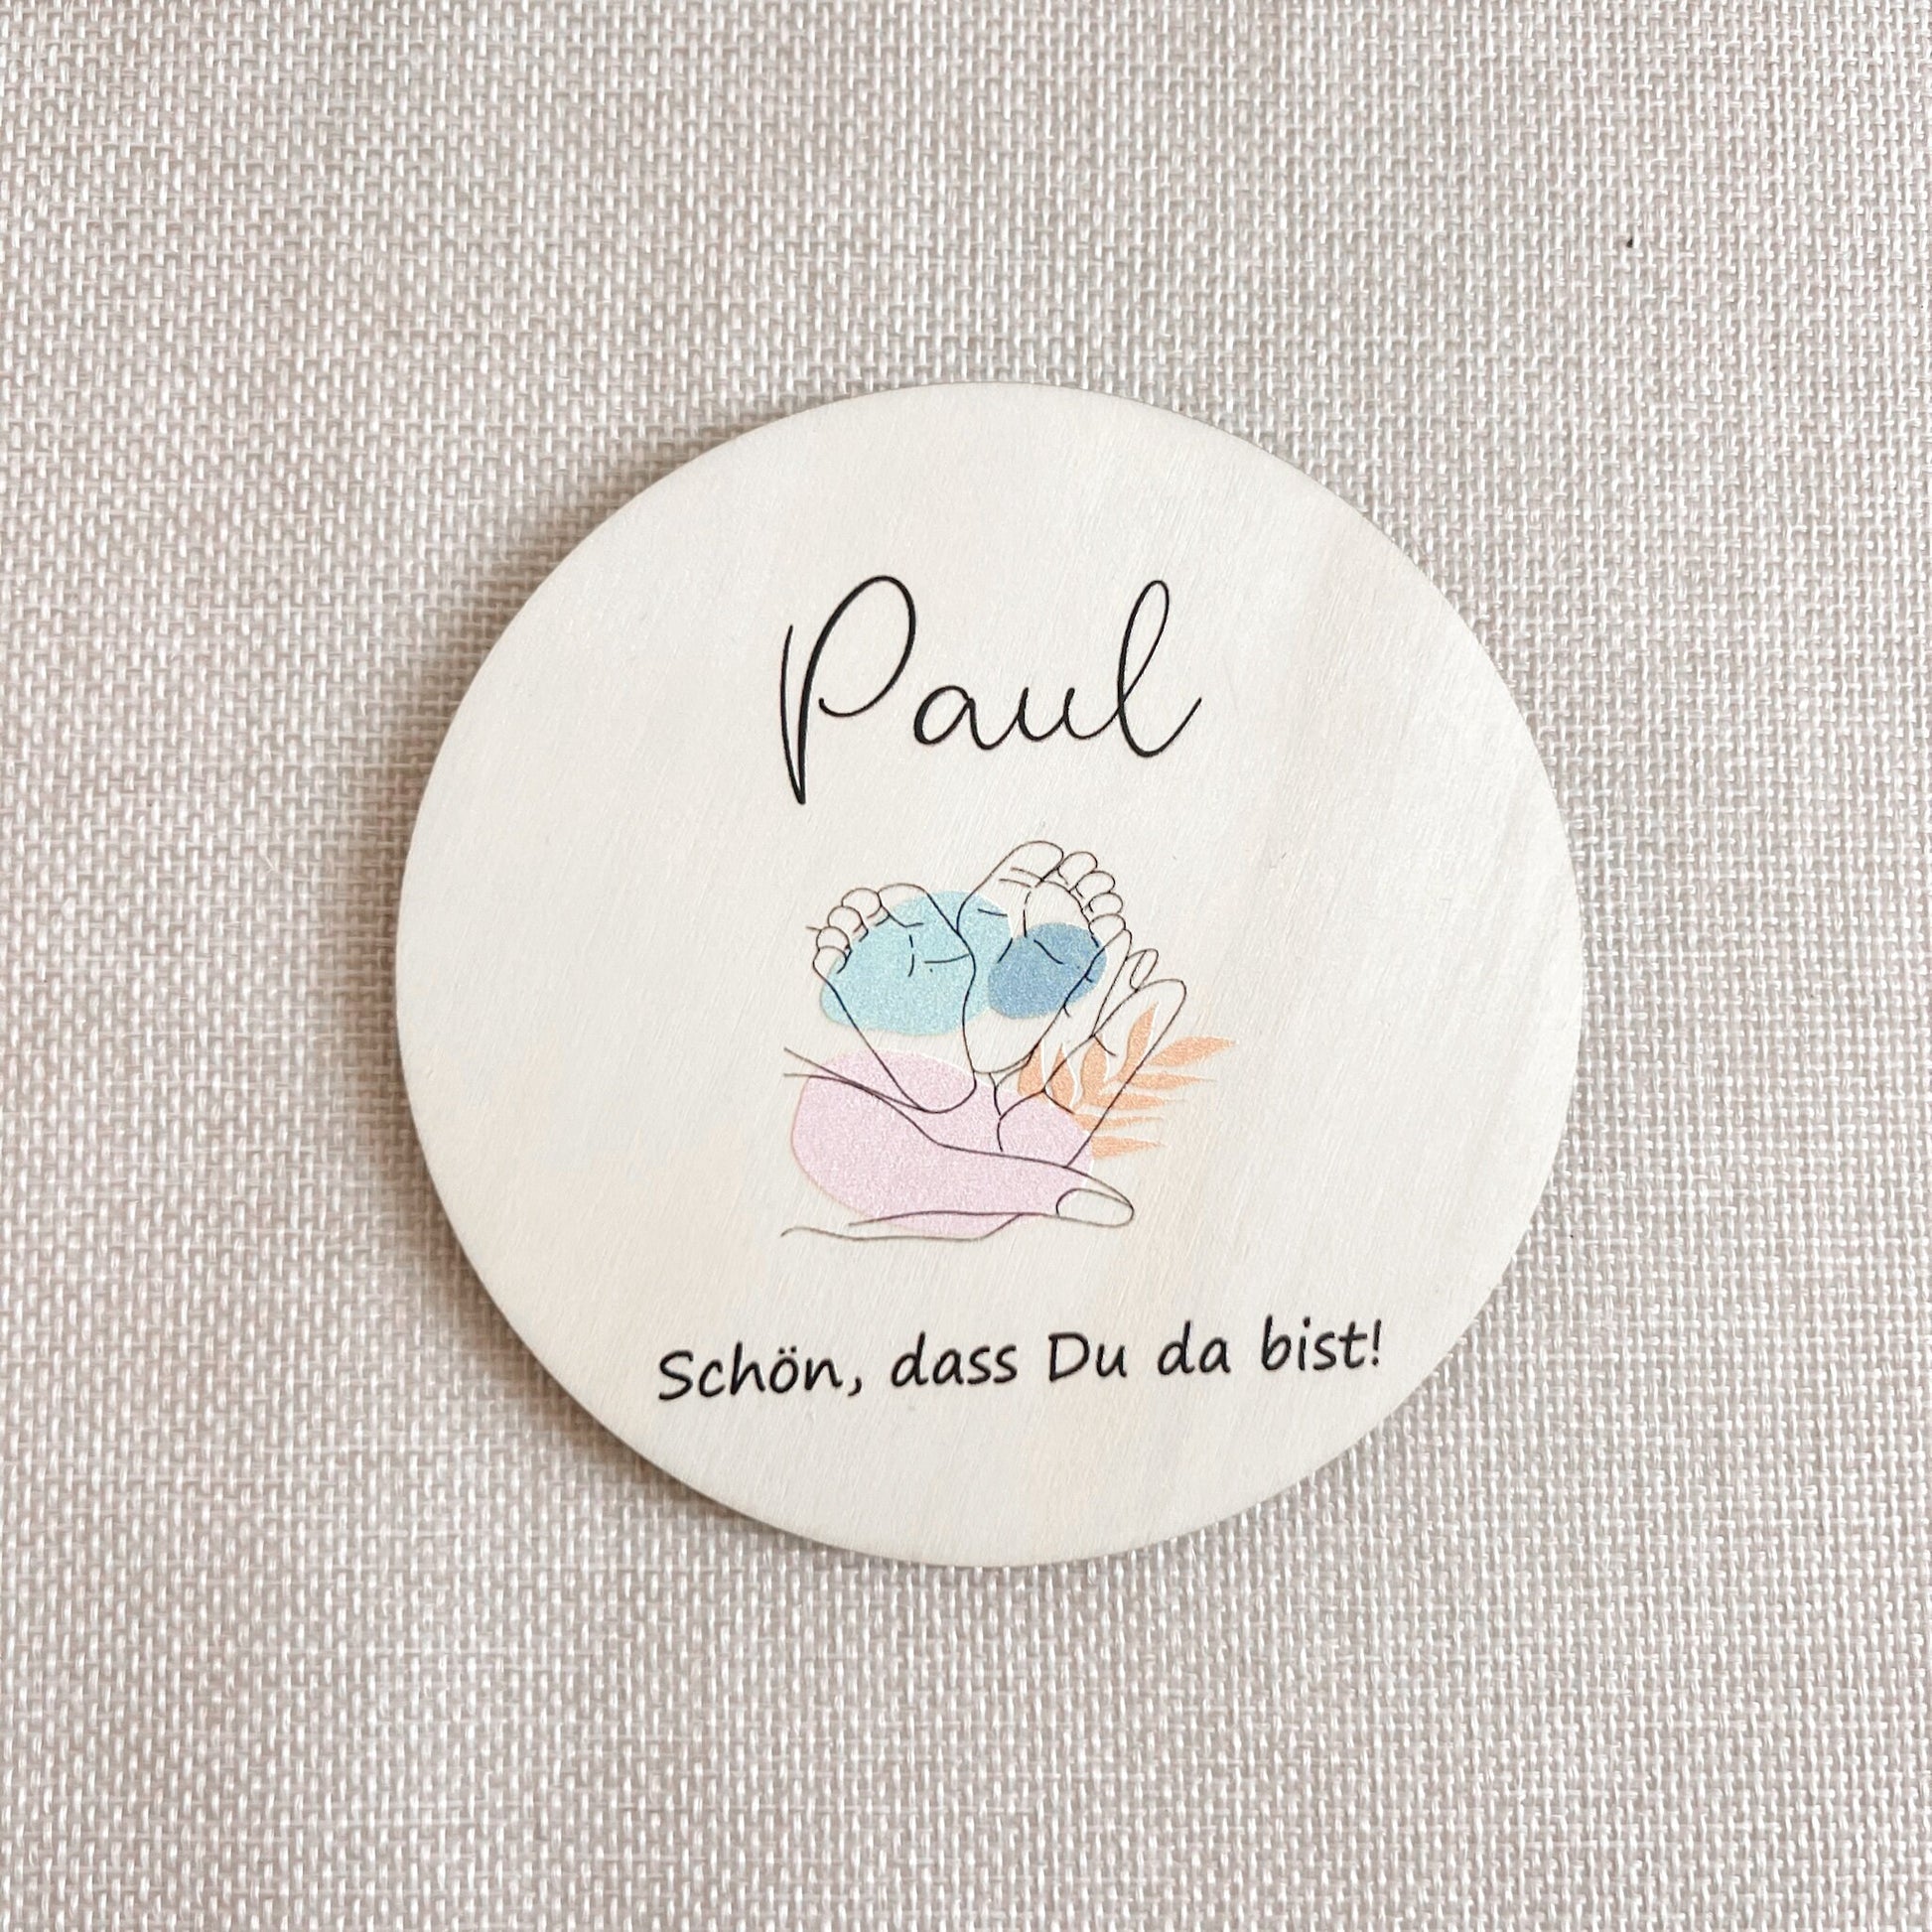 Paul
Schön, dass Du da bist!